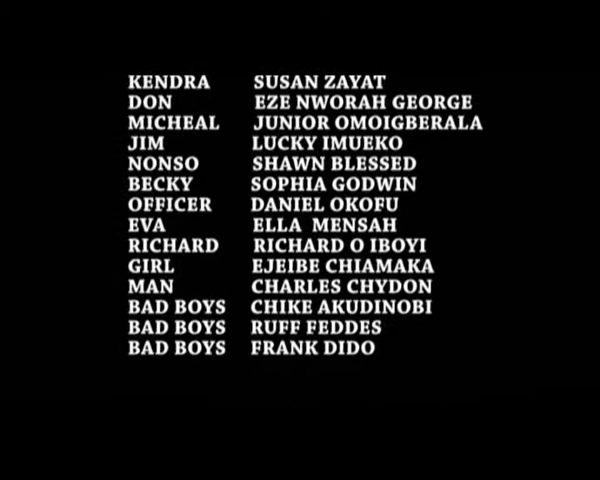 KENDRA SUSAN ZAYAT
DON EZE NWORAH GEORGE
MICHEAL JUNIOR OMOIGBERALA
JIM LUCKY IMUEKO
NONSO SHAWN BLESSED
BECKY SOPHIA GODWIN
OFFICER DANIEL OKOFU
EVA ELLA MENSAH
RICHARD RICHARD O IBOYI
GIRL EJEIBE CHIAMAKA
MAN CHARLES CHYDON
BAD BOYS CHIKE AKUDINOBI
BAD BOYS RUFF FEDDES
BAD BOYS FRANK DIDO